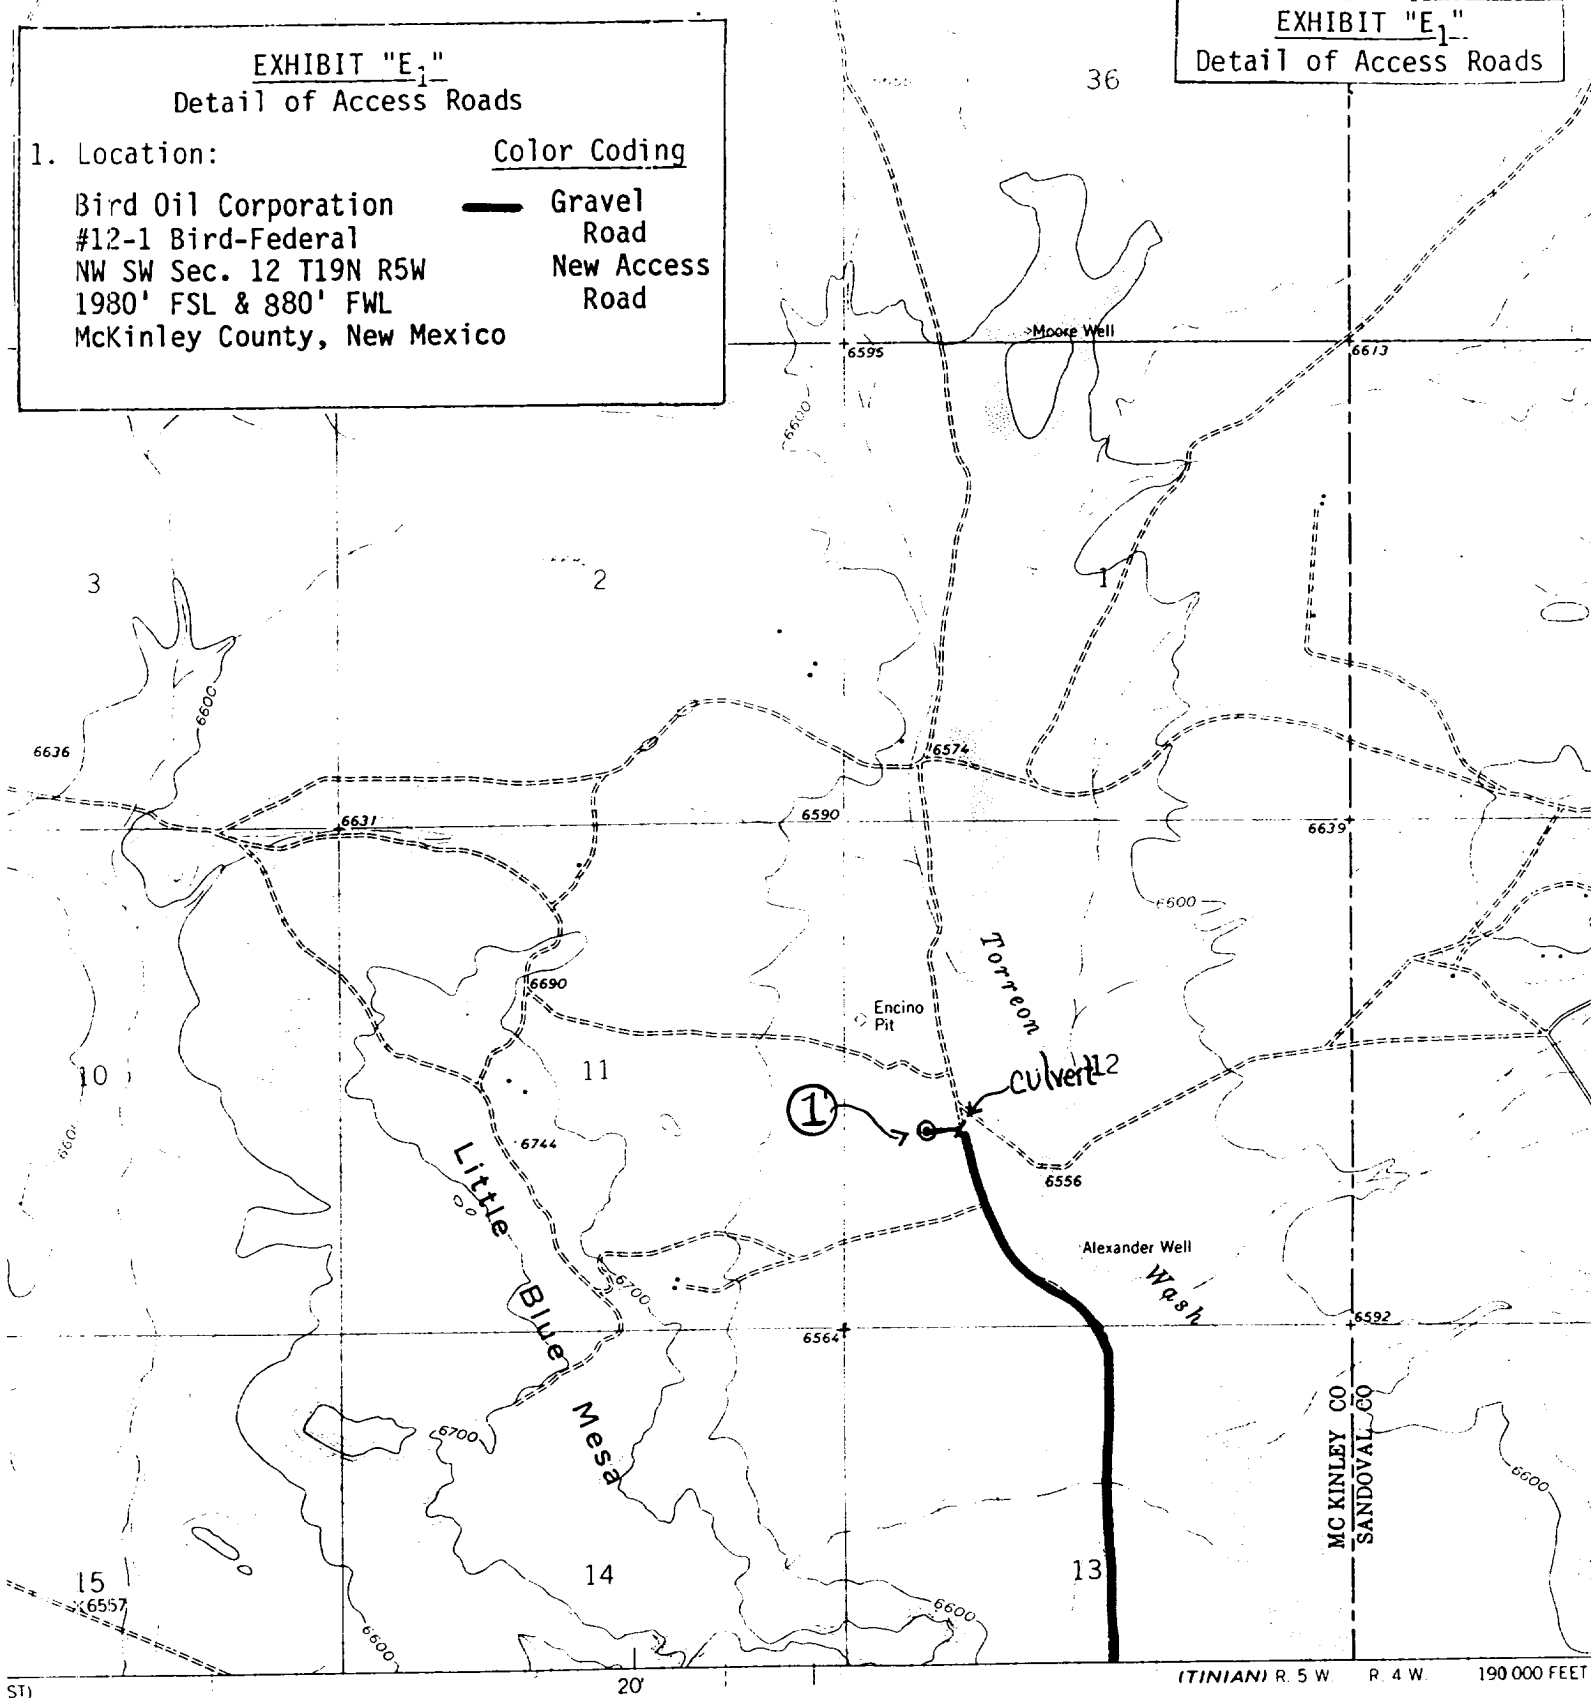 EXHIBIT "E1"
Detail of Access Roads
1. Location:
Color Coding
Bird Oil Corporation
Gravel
#12-1 Bird-Federal
Road
NW SW Sec. 12 T19N R5W
New Access
1980' FSL & 880' FWL
Road
McKinley County, New Mexico
EXHIBIT "E1"
Detail of Access Roads
36
Moore Well
6595
6613
6600
3
2
1
6600
6636
6574
6631
6590
6639
6600
Torreon
6690
Encino
Pit
10
11
culvert
12
1
6744
6556
Little
Blue
Mesa
Alexander Well
Wash
6700
6564
6592
6700
MC KINLEY CO
SANDOVAL CO
6600
15
6557
14
13
6600
6600
ST)
20'
(TINIAN) R. 5 W.
R. 4 W.
190 000 FEET